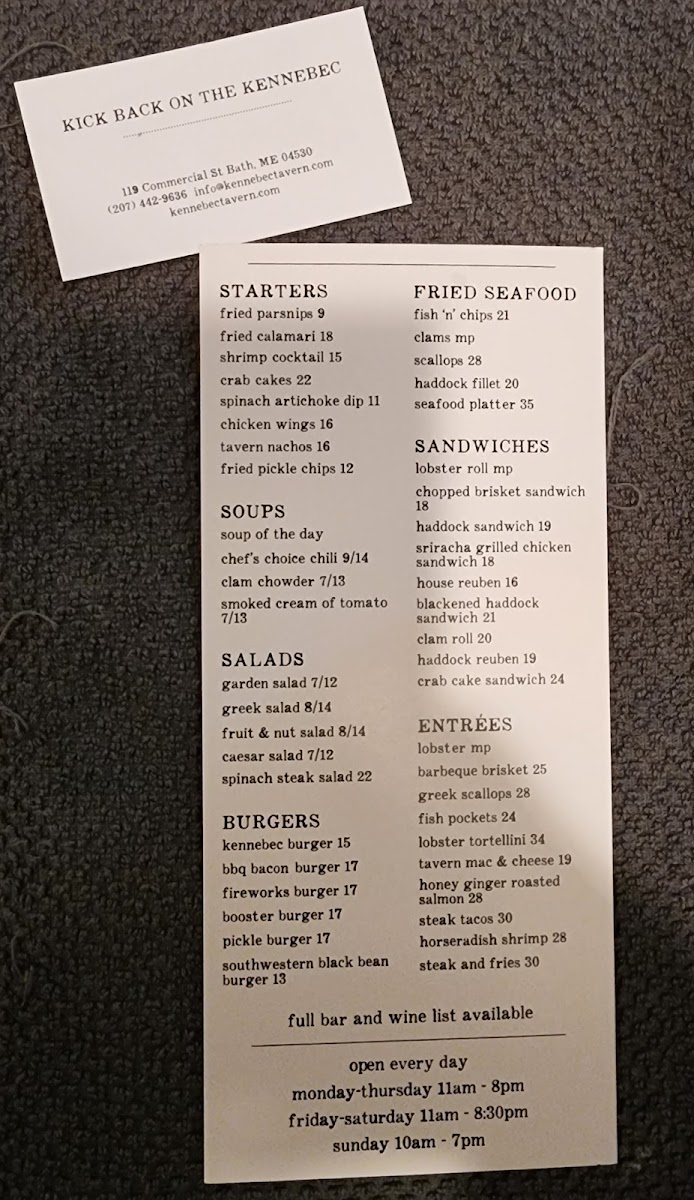 KICK BACK ON THE KENNEBEC
119 Commercial St Bath, ME 04530
(207) 442-9636 info@kennebectavern.com
kennebectavern.com
STARTERS
fried parsnips 9
fried calamari 18
shrimp cocktail 15
crab cakes 22
spinach artichoke dip 11
chicken wings 16
tavern nachos 16
fried pickle chips 12
SOUPS
soup of the day
chef's choice chili 9/14
clam chowder 7/13
smoked cream of tomato
7/13
SALADS
garden salad 7/12
greek salad 8/14
fruit & nut salad 8/14
caesar salad 7/12
spinach steak salad 22
BURGERS
kennebec burger 15
bbq bacon burger 17
fireworks burger 17
booster burger 17
pickle burger 17
southwestern black bean
burger 13
FRIED SEAFOOD
fish 'n' chips 21
clams mp
scallops 28
haddock fillet 20
seafood platter 35
SANDWICHES
lobster roll mp
chopped brisket sandwich
18
haddock sandwich 19
sriracha grilled chicken
sandwich 18
house reuben 16
blackened haddock
sandwich 21
clam roll 20
haddock reuben 19
crab cake sandwich 24
ENTRÉES
lobster mp
barbeque brisket 25
greek scallops 28
fish pockets 24
lobster tortellini 34
tavern mac & cheese 19
honey ginger roasted
salmon 28
steak tacos 30
horseradish shrimp 28
steak and fries 30
full bar and wine list available
open every day
monday-thursday 11am - 8pm
friday-saturday 11am - 8:30pm
sunday 10am - 7pm